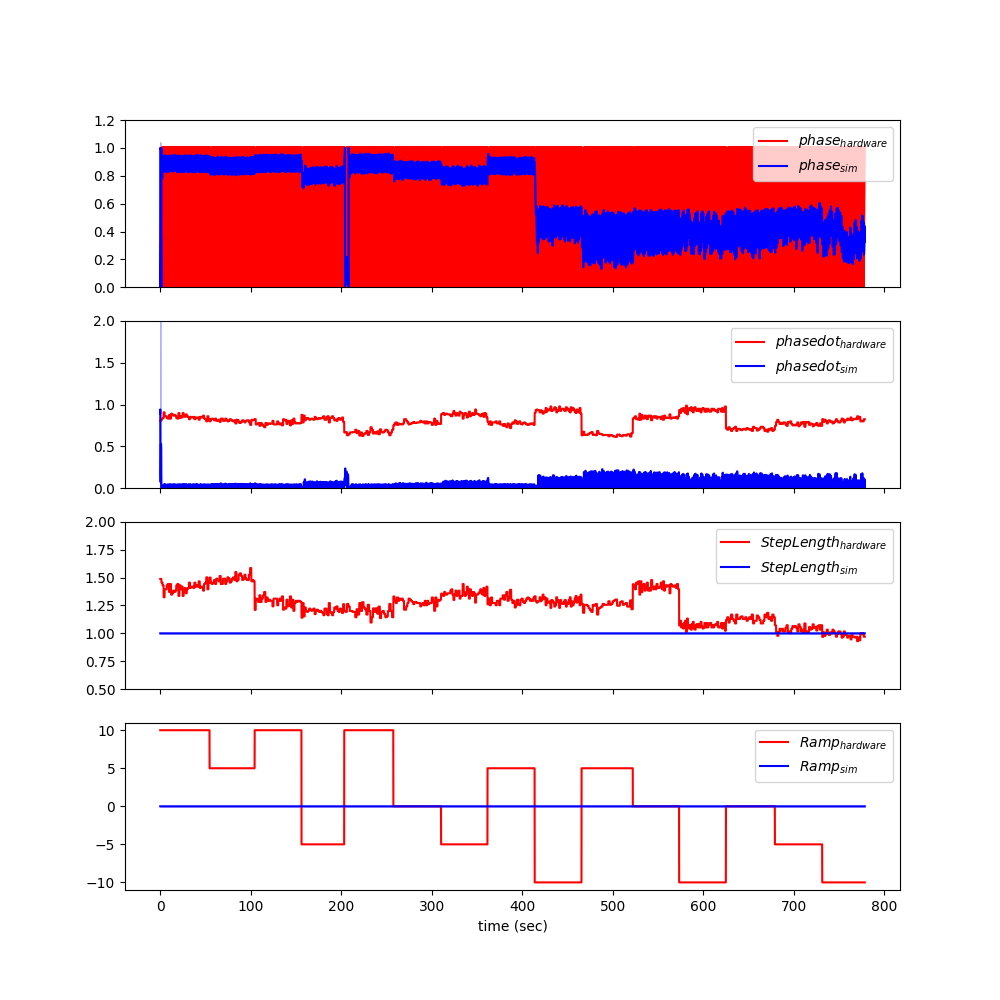 1.2
1.0
0.8
0.6
0.4
0.2
0.0
phase_hardware
phase_sim
2.0
1.5
1.0
0.5
0.0
phasedot_hardware
phasedot_sim
2.00
1.75
1.50
1.25
1.00
0.75
0.50
StepLength_hardware
StepLength_sim
10
5
0
−5
−10
Ramp_hardware
Ramp_sim
0 100 200 300 400 500 600 700 800
time (sec)